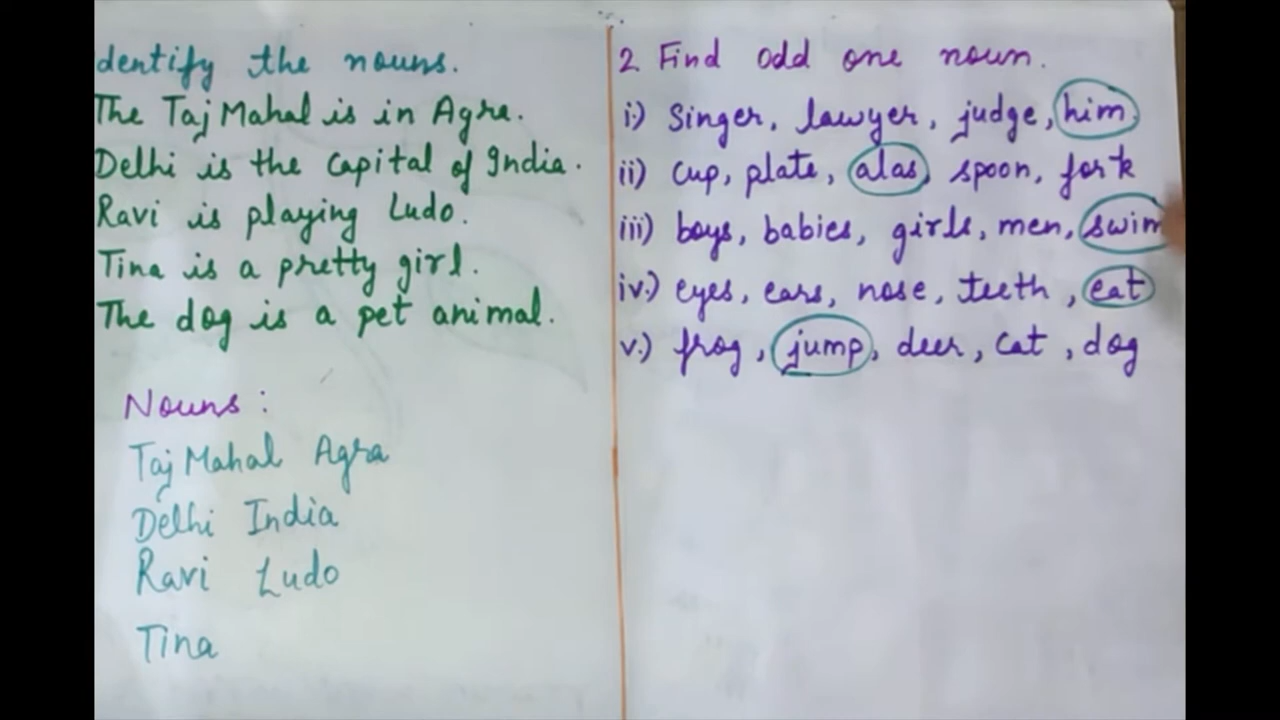 dentify the nouns.
The Taj Mahal is in Agra.
Delhi is the capital of India.
Ravi is playing Ludo.
Tina is a pretty girl.
The dog is a pet animal.
Nouns:
Taj Mahal Agra
Delhi India
Ravi Ludo
Tina
2. Find odd one noun.
i.) Singer, lawyer, judge, him
ii) cup, plate, alas, spoon, fork
iii) boys, babies, girls, men, swim
iv.) eyes, ears, nose, teeth, eat
v.) frog, jump, deer, cat, dog